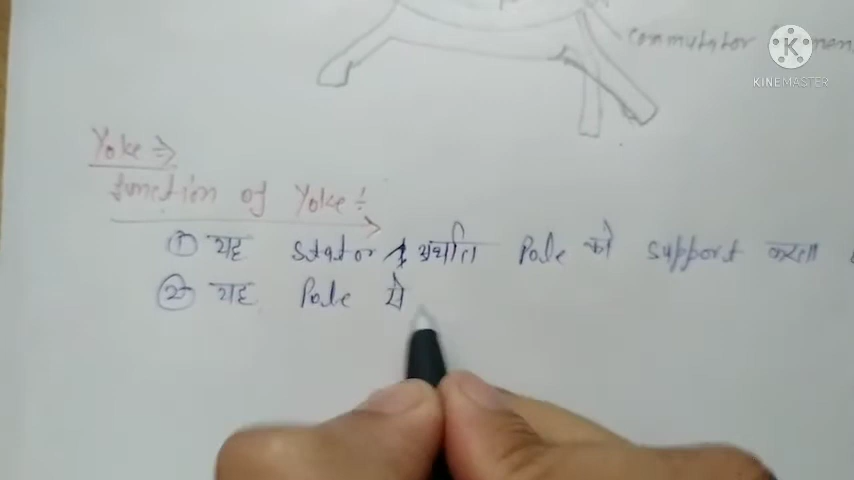 commutator
KINEMASTER
Yoke ÷
function of Yoke ÷
① यह stator अर्थात Pole को support करता
② यह Pole से